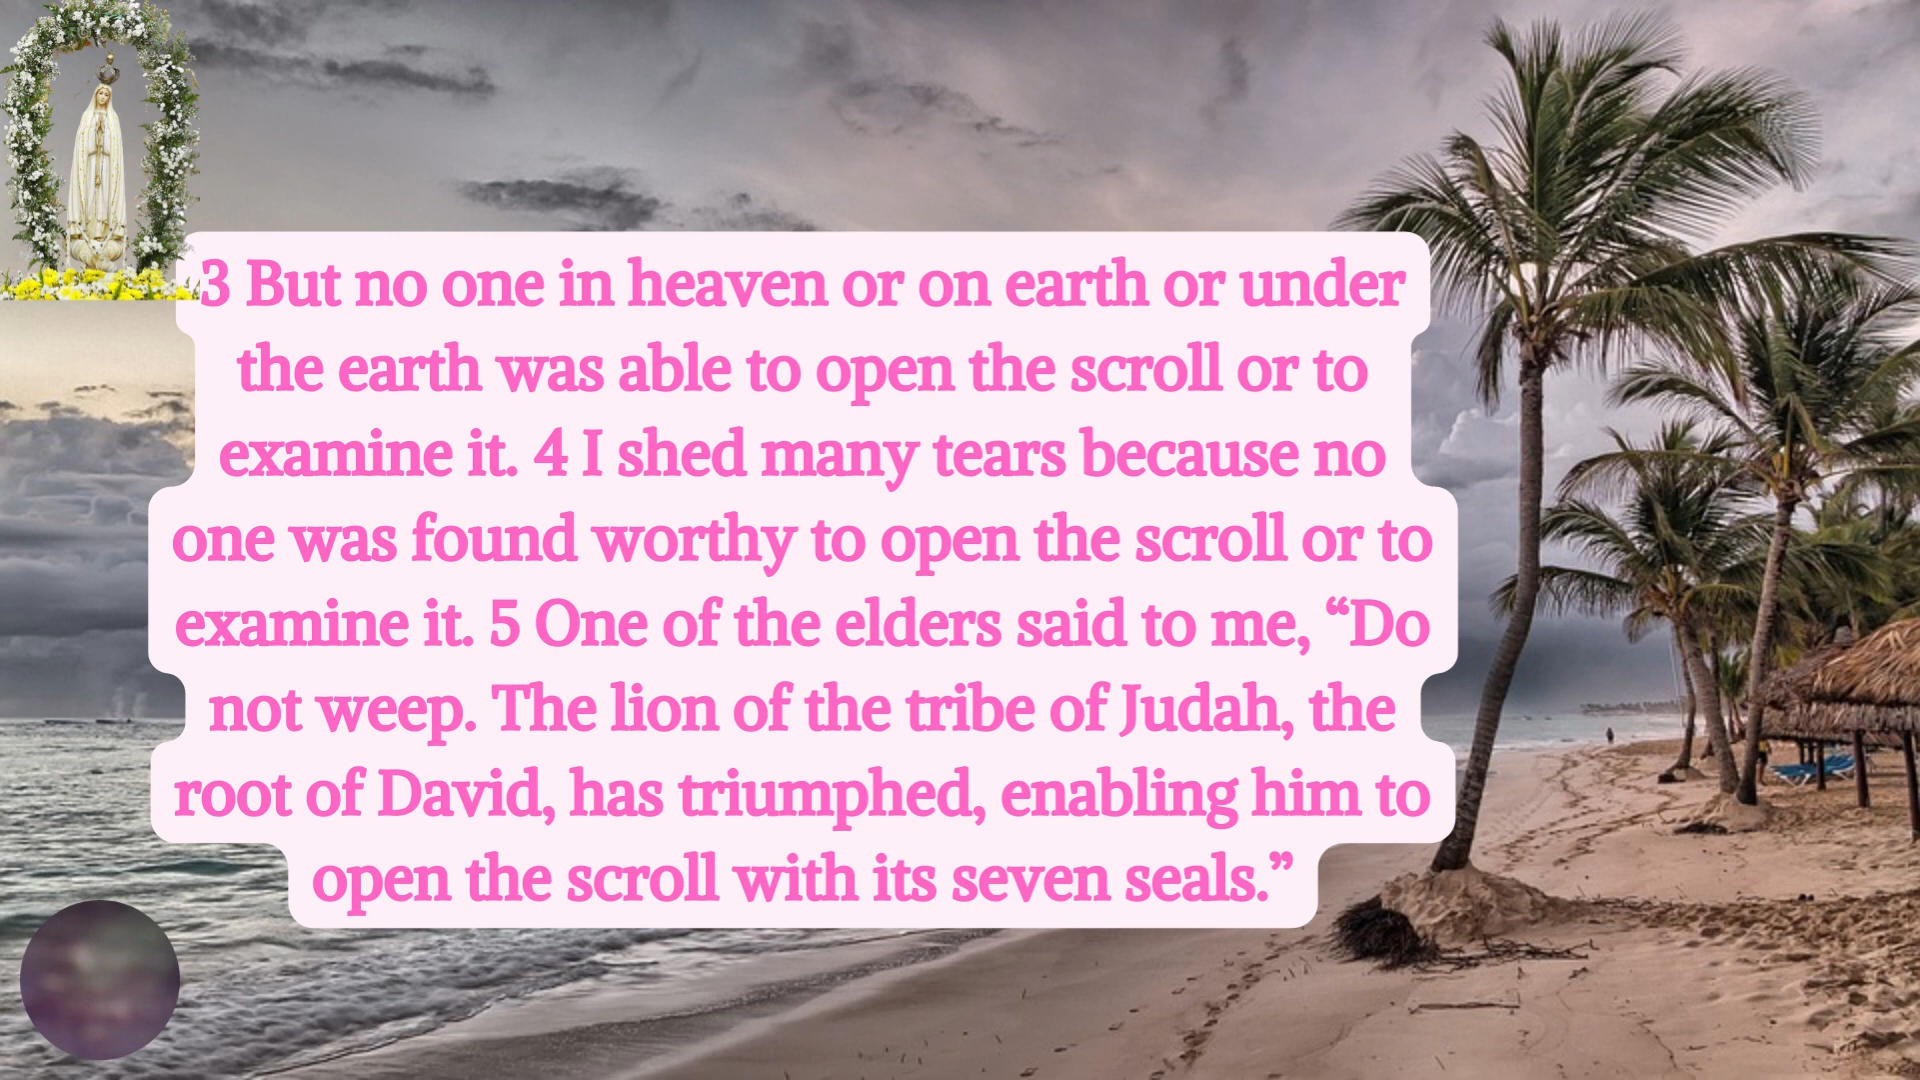 3 But no one in heaven or on earth or under
the earth was able to open the scroll or to
examine it. 4 I shed many tears because no
one was found worthy to open the scroll or to
examine it. 5 One of the elders said to me, “Do
not weep. The lion of the tribe of Judah, the
root of David, has triumphed, enabling him to
open the scroll with its seven seals.”